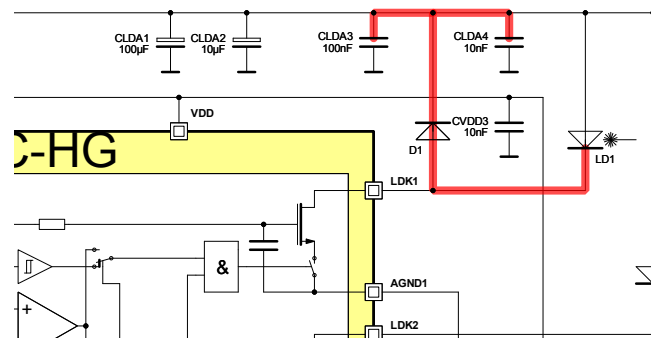 CLDA1
100µF
CLDA2
10µF
CLDA3
100nF
CLDA4
10nF
VDD
CVDD3
10nF
D1
LD1
C-HG
LDK1
&
AGND1
+
LDK2